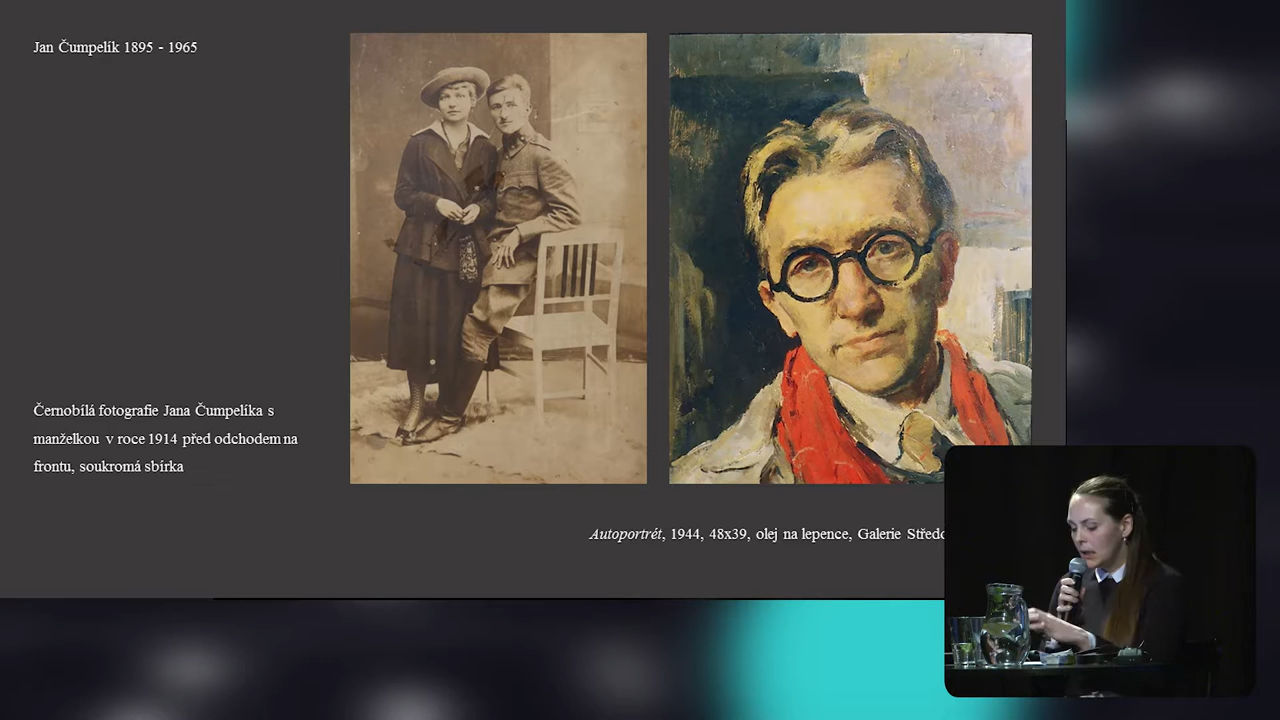 Jan Čumpelík 1895 - 1965
Černobílá fotografie Jana Čumpelíka s
manželkou v roce 1914 před odchodem na
frontu, soukromá sbírka
Autoportrét, 1944, 48x39, olej na lepence, Galerie